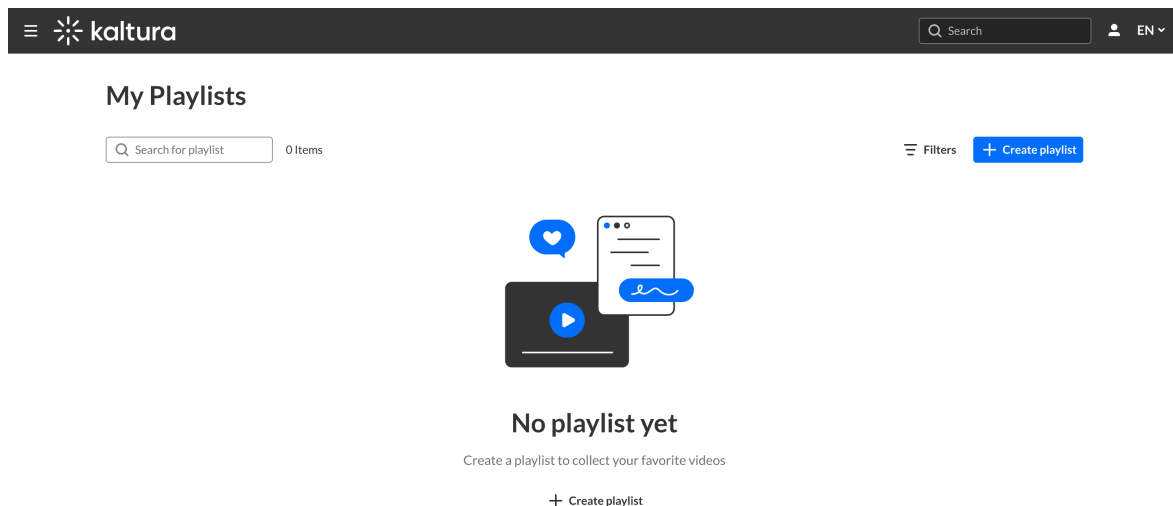 kaltura
Search
EN
My Playlists
Search for playlist
0 Items
Filters
Create playlist
No playlist yet
Create a playlist to collect your favorite videos
Create playlist